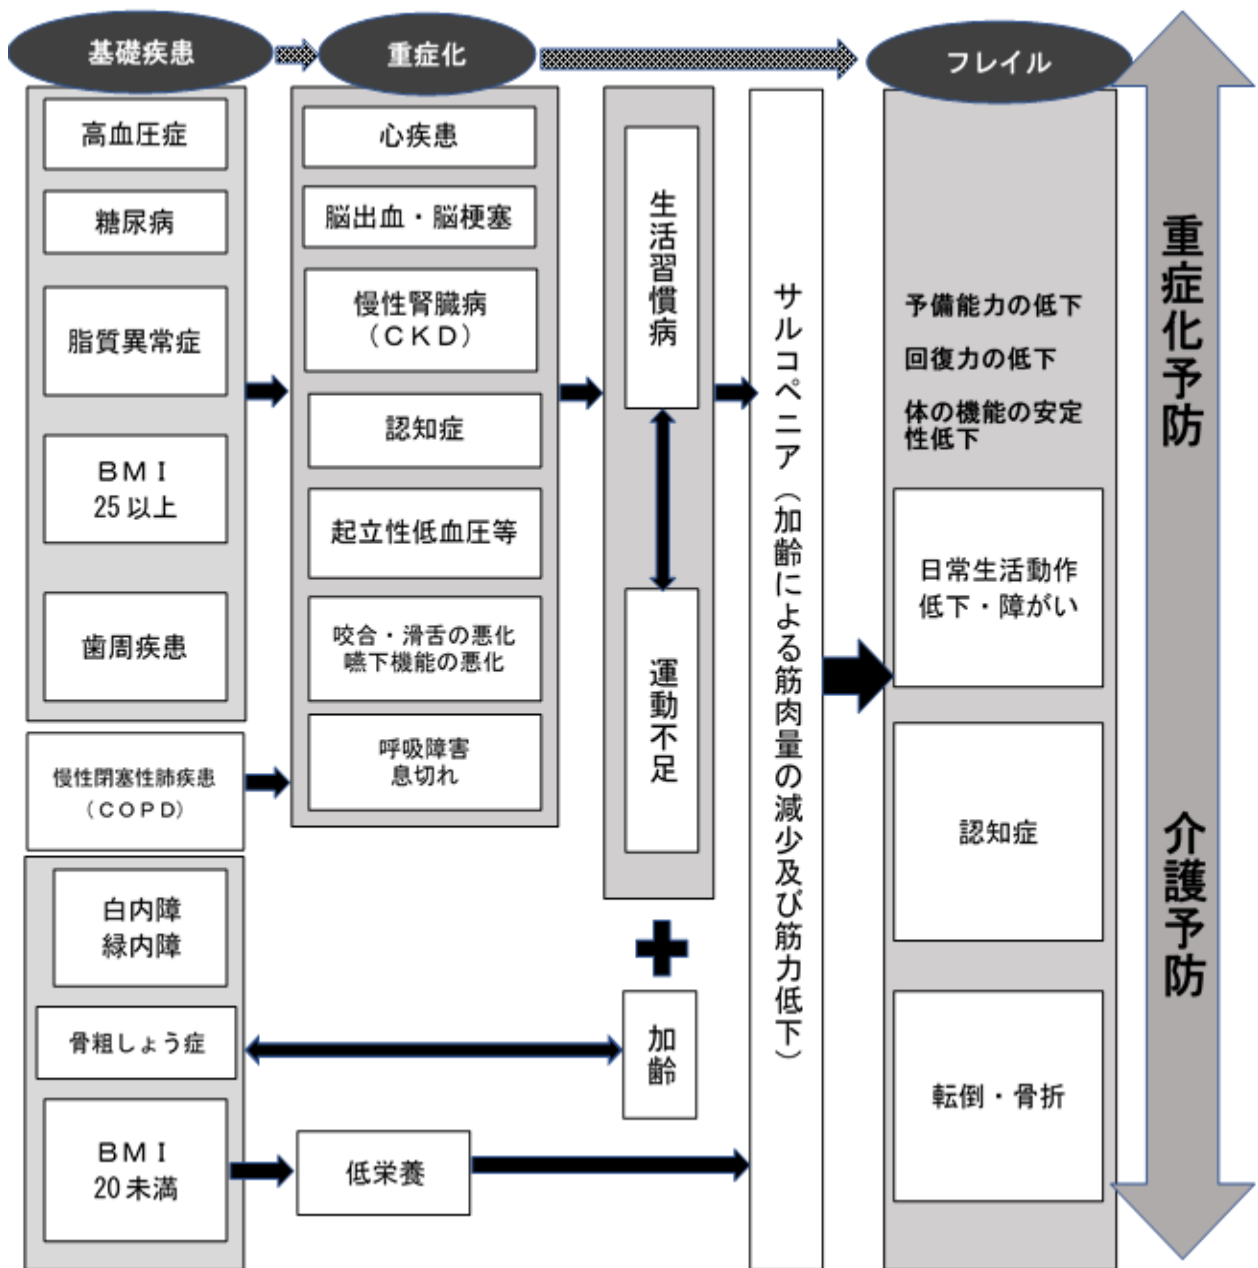 基礎疾患
重症化
フレイル
高血圧症
糖尿病
脂質異常症
ＢＭＩ
25以上
歯周疾患
慢性閉塞性肺疾患
（ＣＯＰＤ）
白内障
緑内障
骨粗しょう症
ＢＭＩ
20未満
心疾患
脳出血・脳梗塞
慢性腎臓病
（ＣＫＤ）
認知症
起立性低血圧等
咬合・滑舌の悪化
嚥下機能の悪化
呼吸障害
息切れ
低栄養
生活習慣病
運動不足
加齢
サルコペニア（加齢による筋肉量の減少及び筋力低下）
予備能力の低下
回復力の低下
体の機能の安定
性低下
日常生活動作
低下・障がい
認知症
転倒・骨折
重症化予防
介護予防